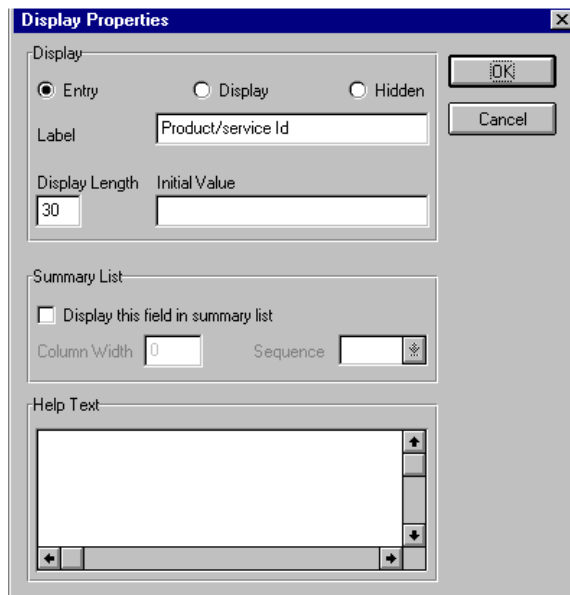 Display Properties
Display
Entry
Display
Hidden
OK
Cancel
Label
Product/service Id
Display Length
Initial Value
30
Summary List
Display this field in summary list
Column Width
0
Sequence
Help Text